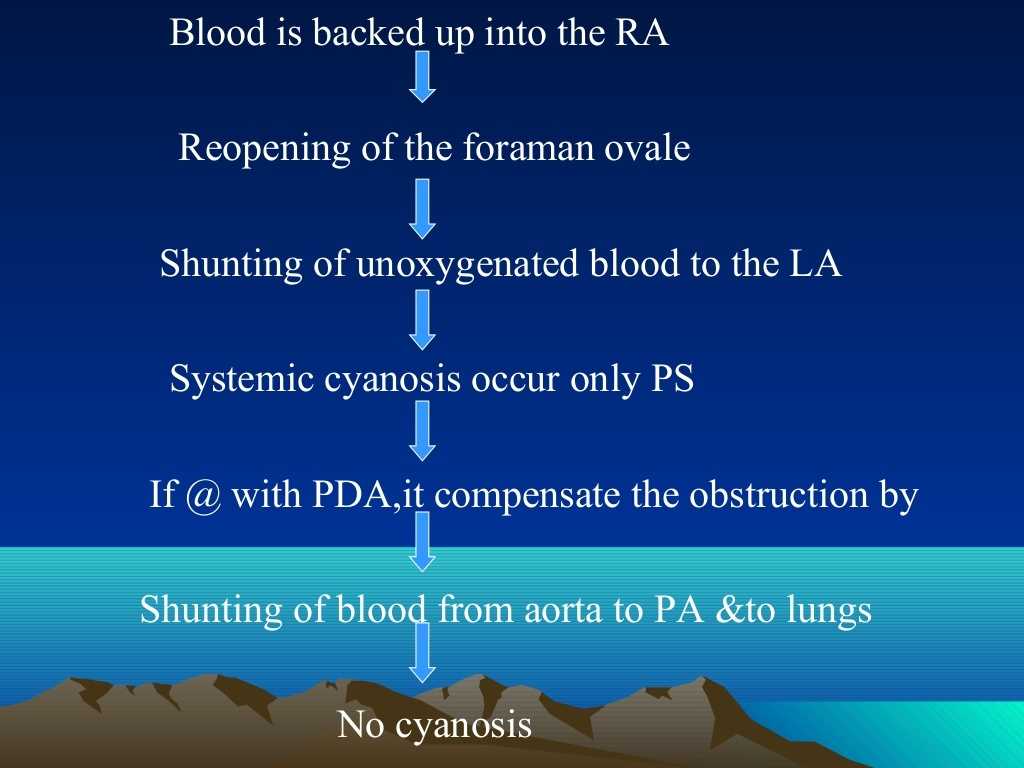 Blood is backed up into the RA
Reopening of the foraman ovale
Shunting of unoxygenated blood to the LA
Systemic cyanosis occur only PS
If @ with PDA,it compensate the obstruction by
Shunting of blood from aorta to PA &to lungs
No cyanosis